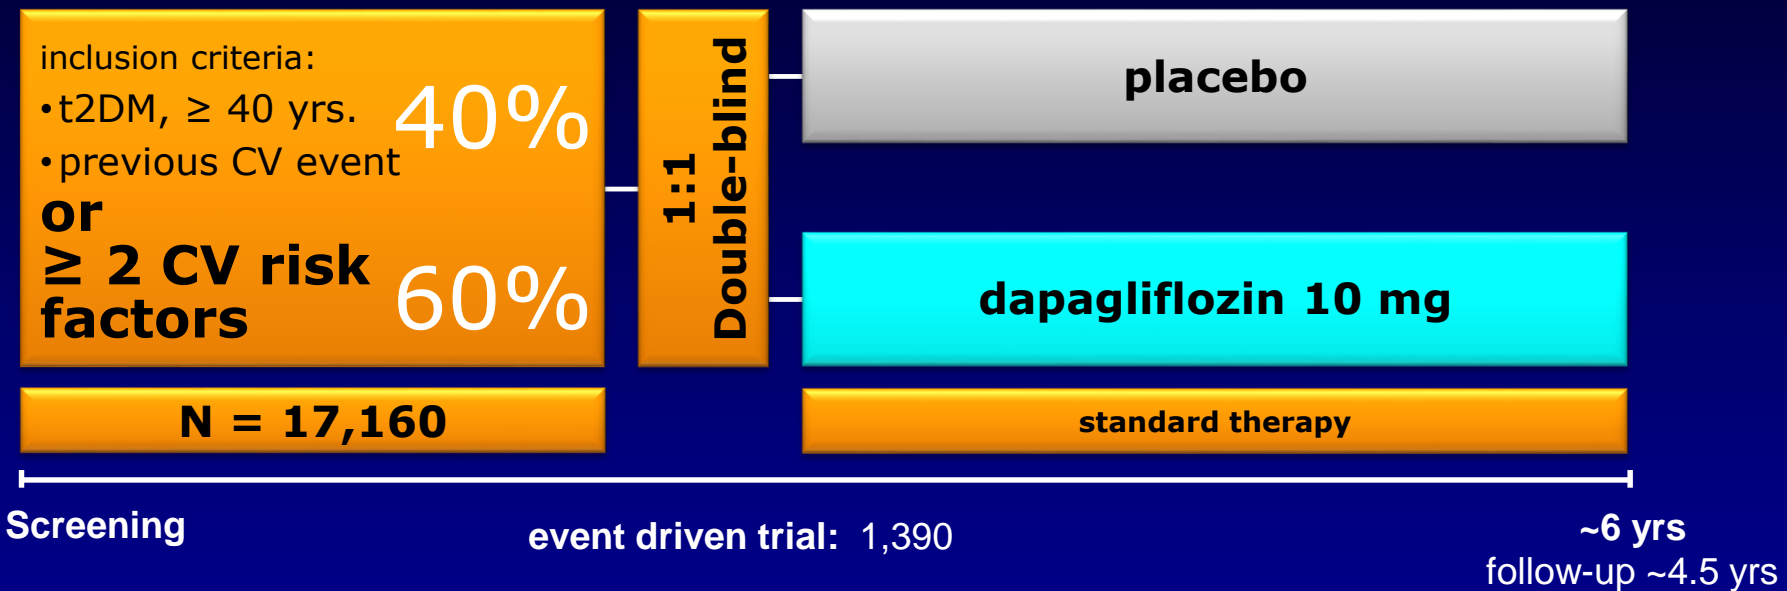 inclusion criteria:
•t2DM, ≥ 40 yrs.
40%
•previous CV event
or
≥ 2 CV risk
factors
60%
N = 17,160
1:1
Double-blind
placebo
dapagliflozin 10 mg
standard therapy
Screening
event driven trial: 1,390
~6 yrs
follow-up ~4.5 yrs